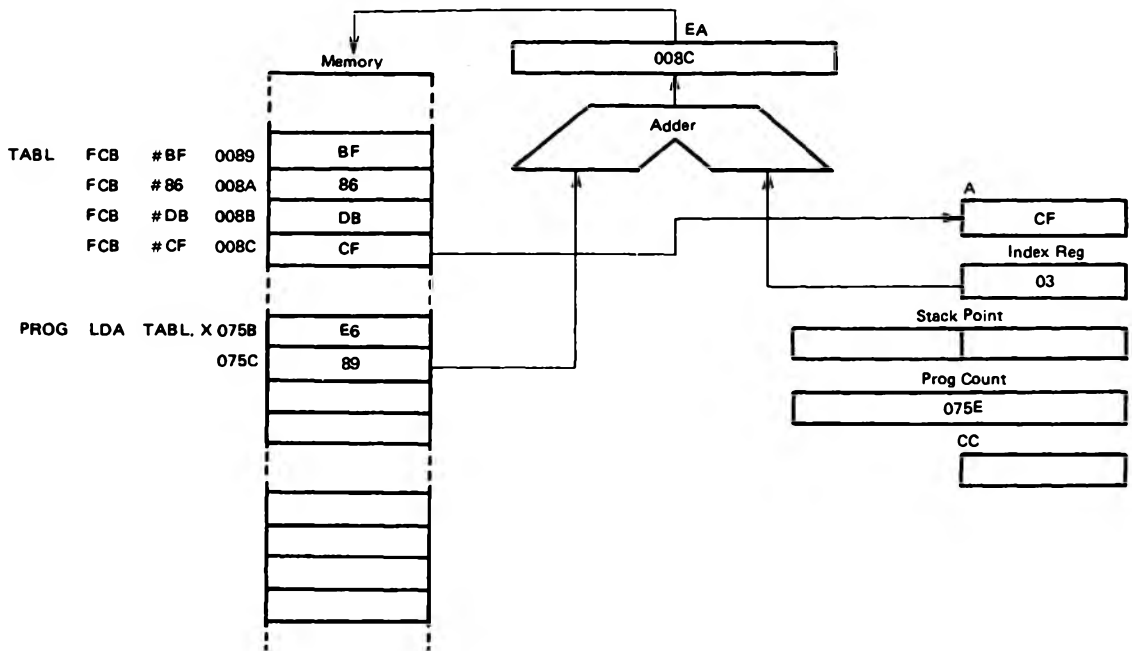 EA
008C
Memory
Adder
TABL FCB #BF 0089 BF
FCB #86 008A 86
FCB #DB 008B DB
FCB #CF 008C CF
A
CF
Index Reg
03
Stack Point
PROG LDA TABL, X 075B E6
075C 89
Prog Count
075E
CC